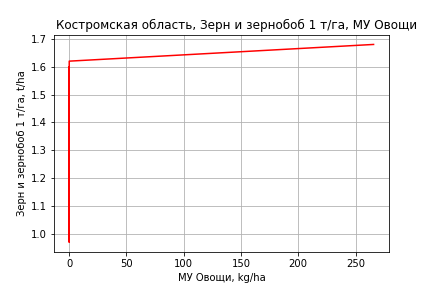 Костромская область, Зерн и зернобоб 1 т/га, МУ Овощи
1.7
1.6
1.5
1.4
1.3
1.2
1.1
1.0
Зерн и зернобоб 1 т/га, t/ha
0 50 100 150 200 250
МУ Овощи, kg/ha